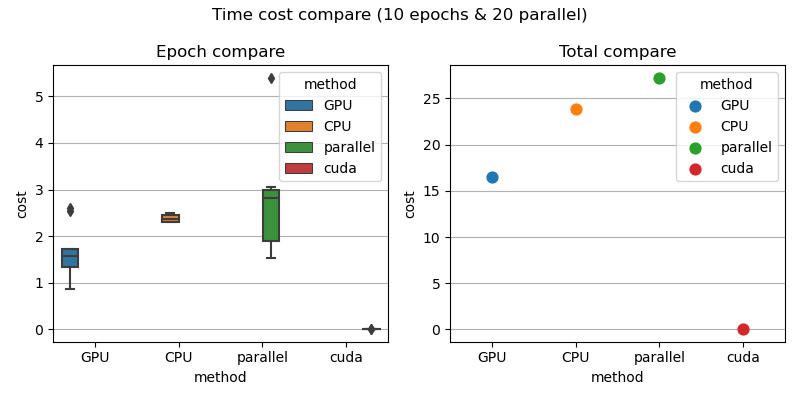 Time cost compare (10 epochs & 20 parallel)
Epoch compare
method
GPU
CPU
parallel
cuda
5
4
3
2
1
0
cost
GPU CPU parallel cuda
method
Total compare
method
GPU
CPU
parallel
cuda
25
20
15
10
5
0
cost
GPU CPU parallel cuda
method